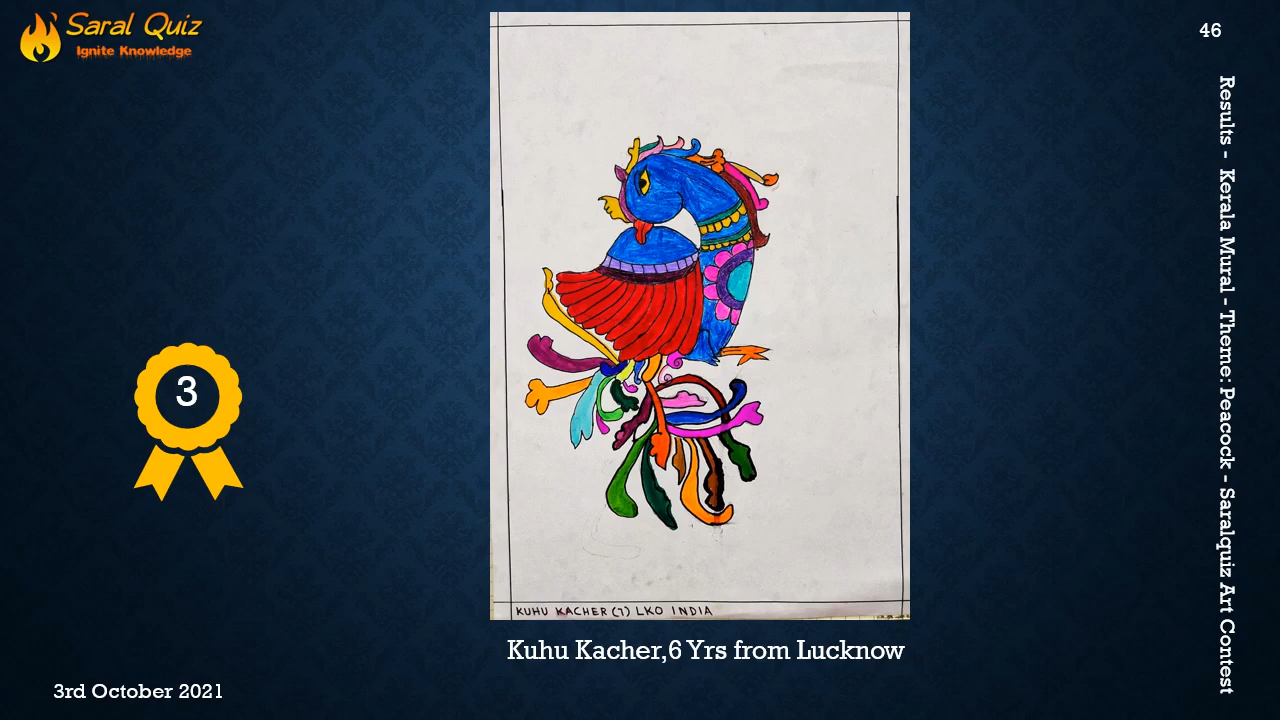 Saral Quiz
Ignite Knowledge
46
Results - Kerala Mural - Theme: Peacock - Saralquiz Art Contest
3
KUHU KACHER (7) LKO INDIA
Kuhu Kacher,6 Yrs from Lucknow
3rd October 2021